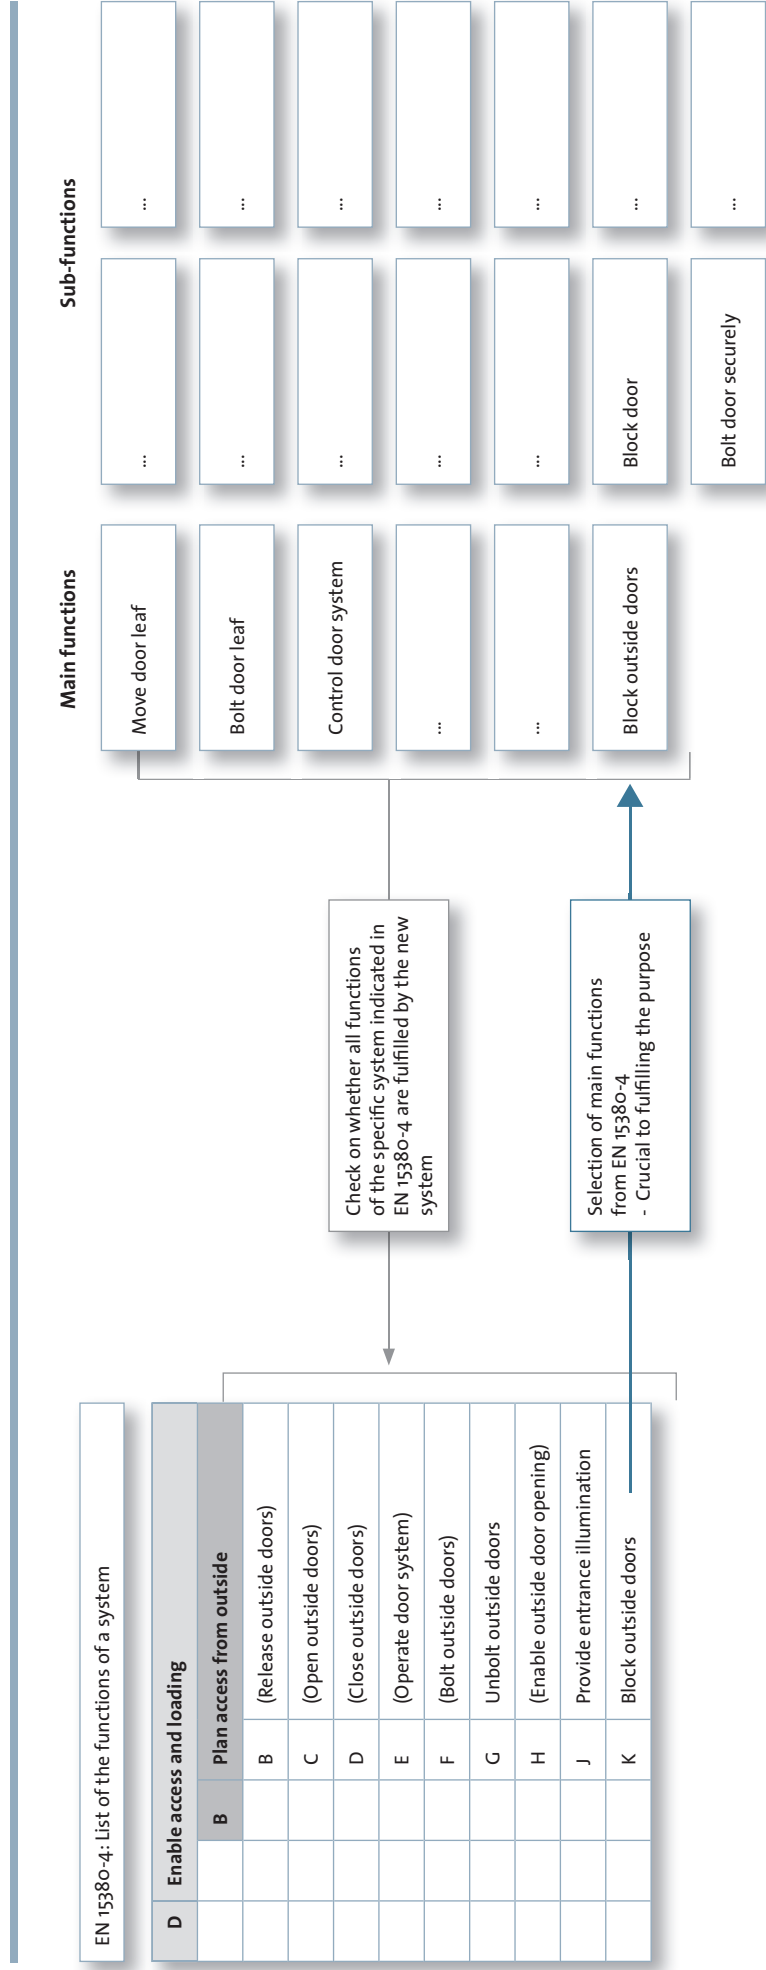 EN 15380-4: List of the functions of a system
D Enable access and loading
B Plan access from outside
B (Release outside doors)
C (Open outside doors)
D (Close outside doors)
E (Operate door system)
F (Bolt outside doors)
G Unbolt outside doors
H (Enable outside door opening)
J Provide entrance illumination
K Block outside doors
Check on whether all functions
of the specific system indicated in
EN 15380-4 are fulfilled by the new
system
Selection of main functions
from EN 15380-4
- Crucial to fulfilling the purpose
Main functions
Move door leaf
Bolt door leaf
Control door system
...
...
Block outside doors
Sub-functions
...
...
...
...
...
Block door
Bolt door securely
...
...
...
...
...
...
...